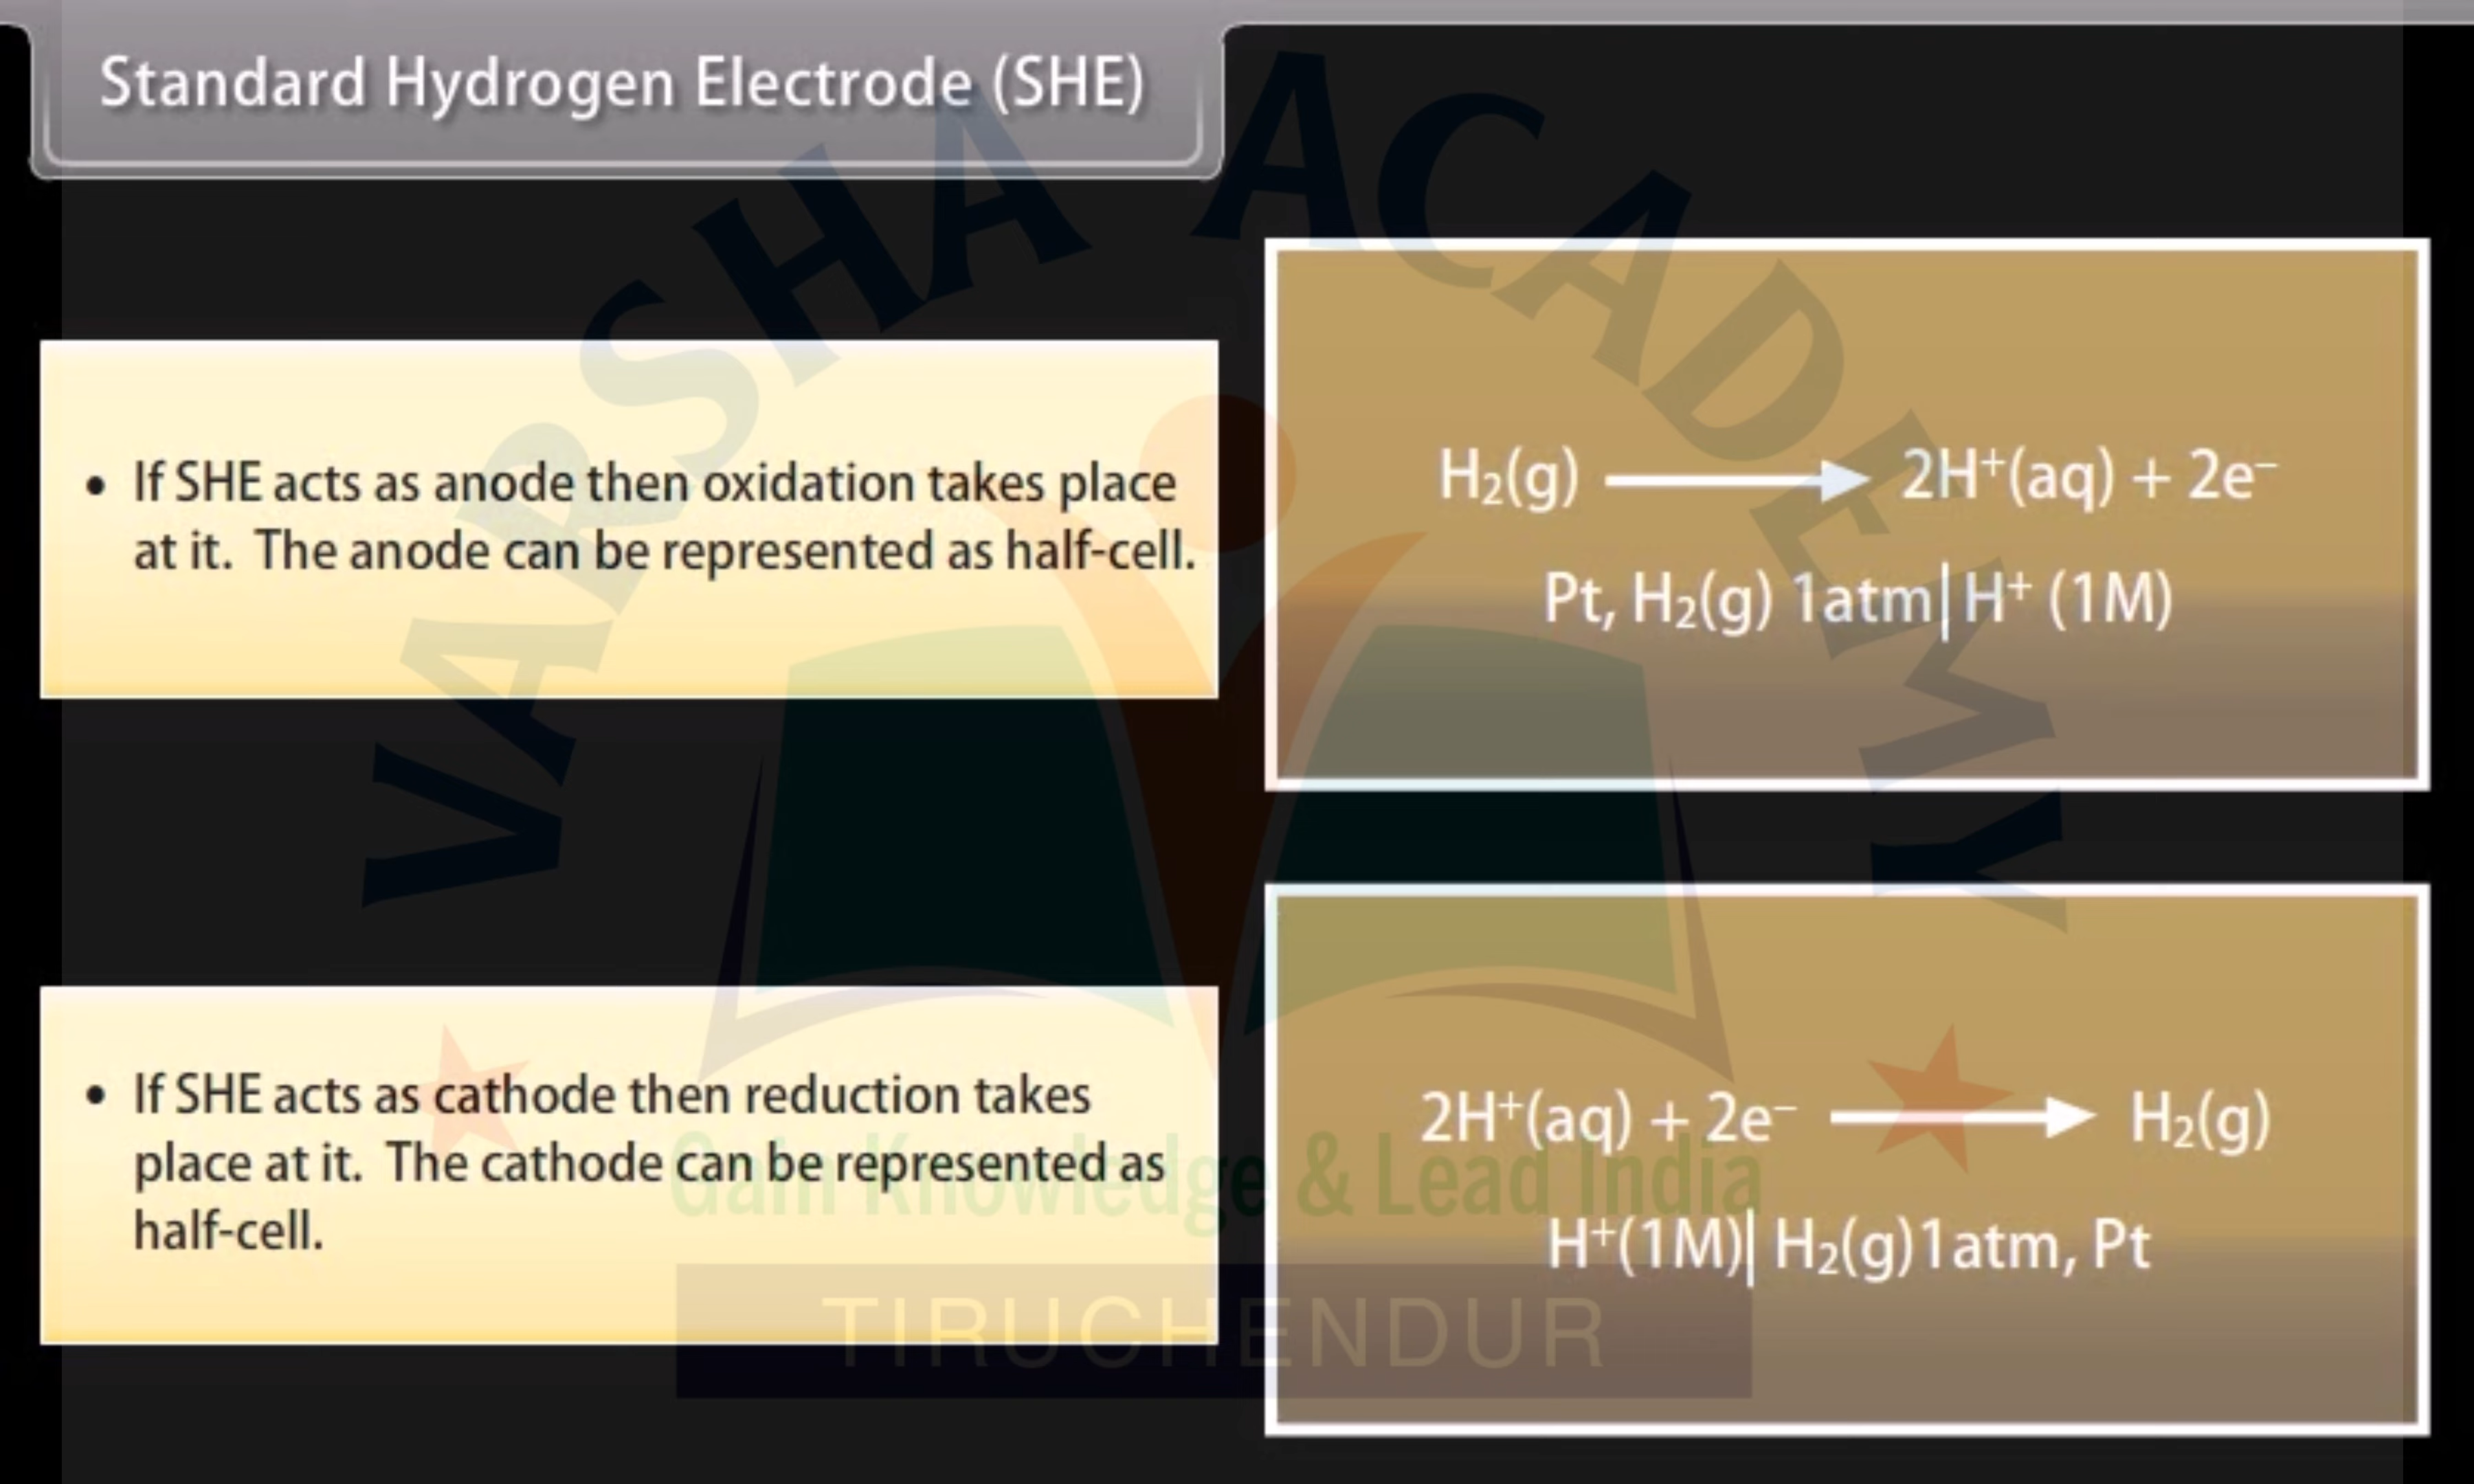 Standard Hydrogen Electrode (SHE)
VARSHA ACADEMY
• If SHE acts as anode then oxidation takes place
at it. The anode can be represented as half-cell.
H₂(g) ⟶ 2H⁺(aq) + 2e⁻
Pt, H₂(g) 1atm|H⁺ (1M)
• If SHE acts as cathode then reduction takes
place at it. The cathode can be represented as
half-cell.
2H⁺(aq) + 2e⁻ ⟶ H₂(g)
H⁺(1M)| H₂(g)1atm, Pt
Gain Knowledge & Lead India
TIRUCHENDUR